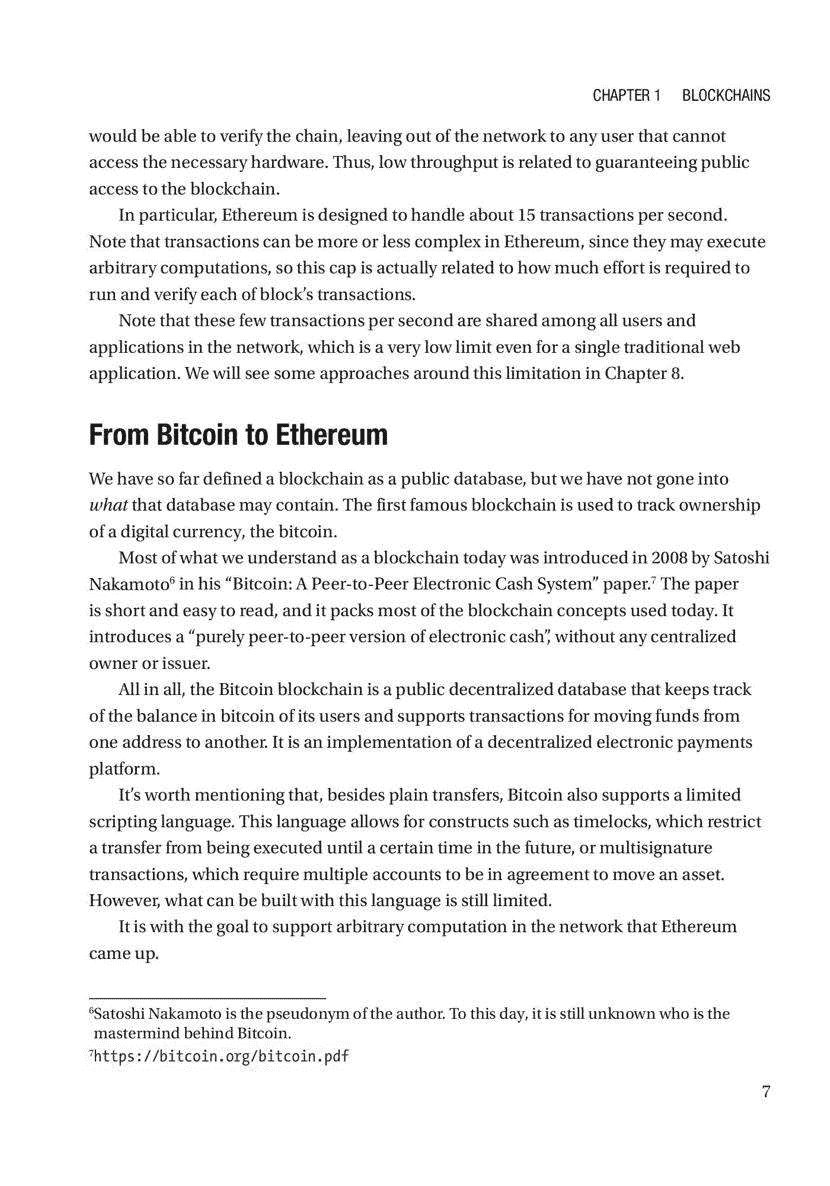 CHAPTER 1 BLOCKCHAINS
would be able to verify the chain, leaving out of the network to any user that cannot
access the necessary hardware. Thus, low throughput is related to guaranteeing public
access to the blockchain.
In particular, Ethereum is designed to handle about 15 transactions per second.
Note that transactions can be more or less complex in Ethereum, since they may execute
arbitrary computations, so this cap is actually related to how much effort is required to
run and verify each of block’s transactions.
Note that these few transactions per second are shared among all users and
applications in the network, which is a very low limit even for a single traditional web
application. We will see some approaches around this limitation in Chapter 8.
From Bitcoin to Ethereum
We have so far defined a blockchain as a public database, but we have not gone into
what that database may contain. The first famous blockchain is used to track ownership
of a digital currency, the bitcoin.
Most of what we understand as a blockchain today was introduced in 2008 by Satoshi
Nakamoto⁶ in his “Bitcoin: A Peer-to-Peer Electronic Cash System” paper.⁷ The paper
is short and easy to read, and it packs most of the blockchain concepts used today. It
introduces a “purely peer-to-peer version of electronic cash”, without any centralized
owner or issuer.
All in all, the Bitcoin blockchain is a public decentralized database that keeps track
of the balance in bitcoin of its users and supports transactions for moving funds from
one address to another. It is an implementation of a decentralized electronic payments
platform.
It’s worth mentioning that, besides plain transfers, Bitcoin also supports a limited
scripting language. This language allows for constructs such as timelocks, which restrict
a transfer from being executed until a certain time in the future, or multisignature
transactions, which require multiple accounts to be in agreement to move an asset.
However, what can be built with this language is still limited.
It is with the goal to support arbitrary computation in the network that Ethereum
came up.
⁶Satoshi Nakamoto is the pseudonym of the author. To this day, it is still unknown who is the
mastermind behind Bitcoin.
⁷https://bitcoin.org/bitcoin.pdf
7